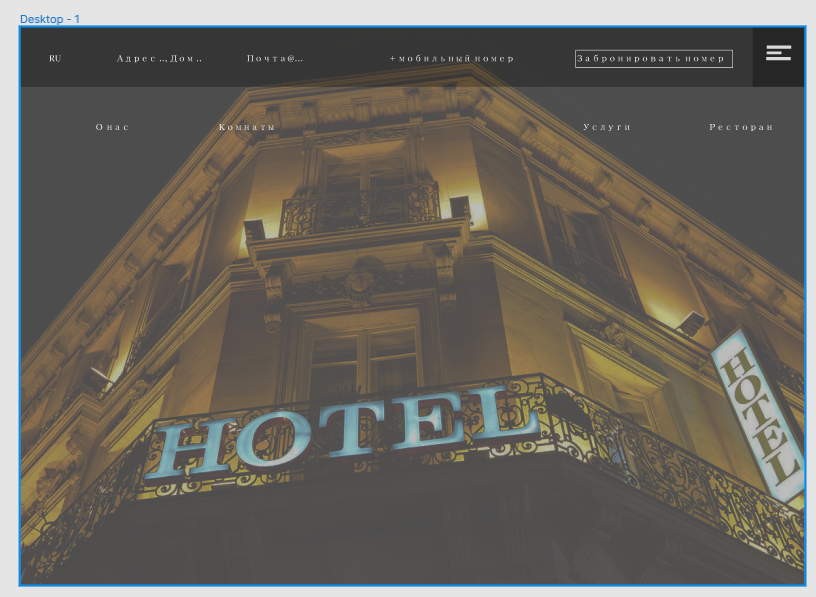 Desktop - 1
RU Адрес .., Дом .. Почта@... +мобильный номер Забронировать номер
О нас Комнаты Услуги Ресторан
HOTEL
HOTEL